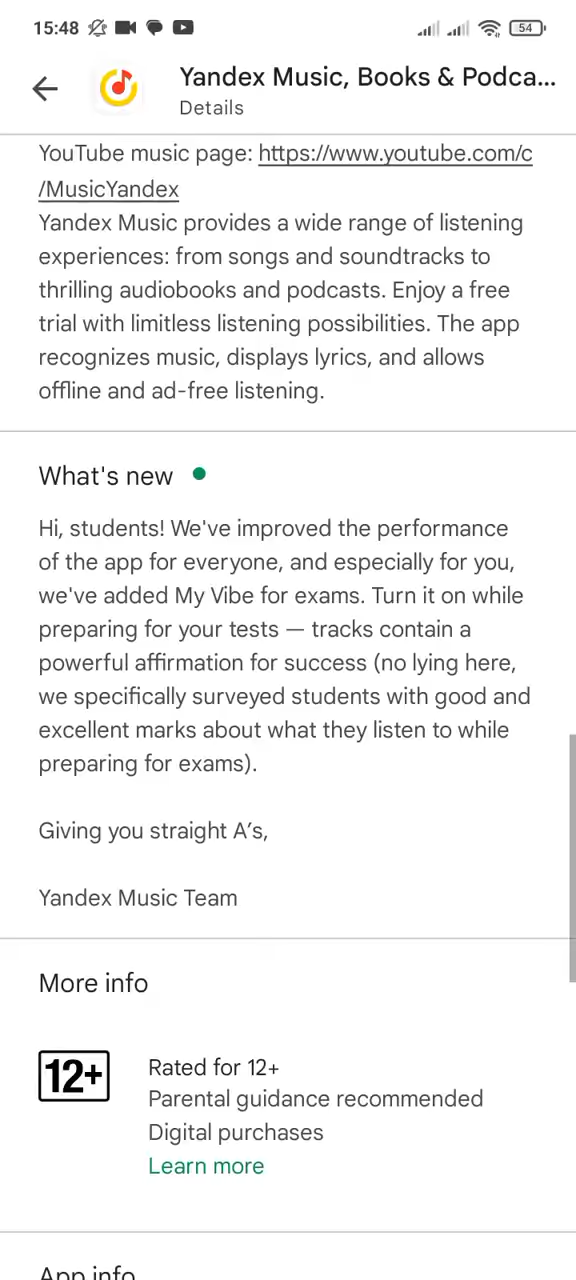 15:48
54
Yandex Music, Books & Podca...
Details
YouTube music page: https://www.youtube.com/c
/MusicYandex
Yandex Music provides a wide range of listening
experiences: from songs and soundtracks to
thrilling audiobooks and podcasts. Enjoy a free
trial with limitless listening possibilities. The app
recognizes music, displays lyrics, and allows
offline and ad-free listening.
What's new
Hi, students! We've improved the performance
of the app for everyone, and especially for you,
we've added My Vibe for exams. Turn it on while
preparing for your tests — tracks contain a
powerful affirmation for success (no lying here,
we specifically surveyed students with good and
excellent marks about what they listen to while
preparing for exams).
Giving you straight A’s,
Yandex Music Team
More info
12+
Rated for 12+
Parental guidance recommended
Digital purchases
Learn more
App info